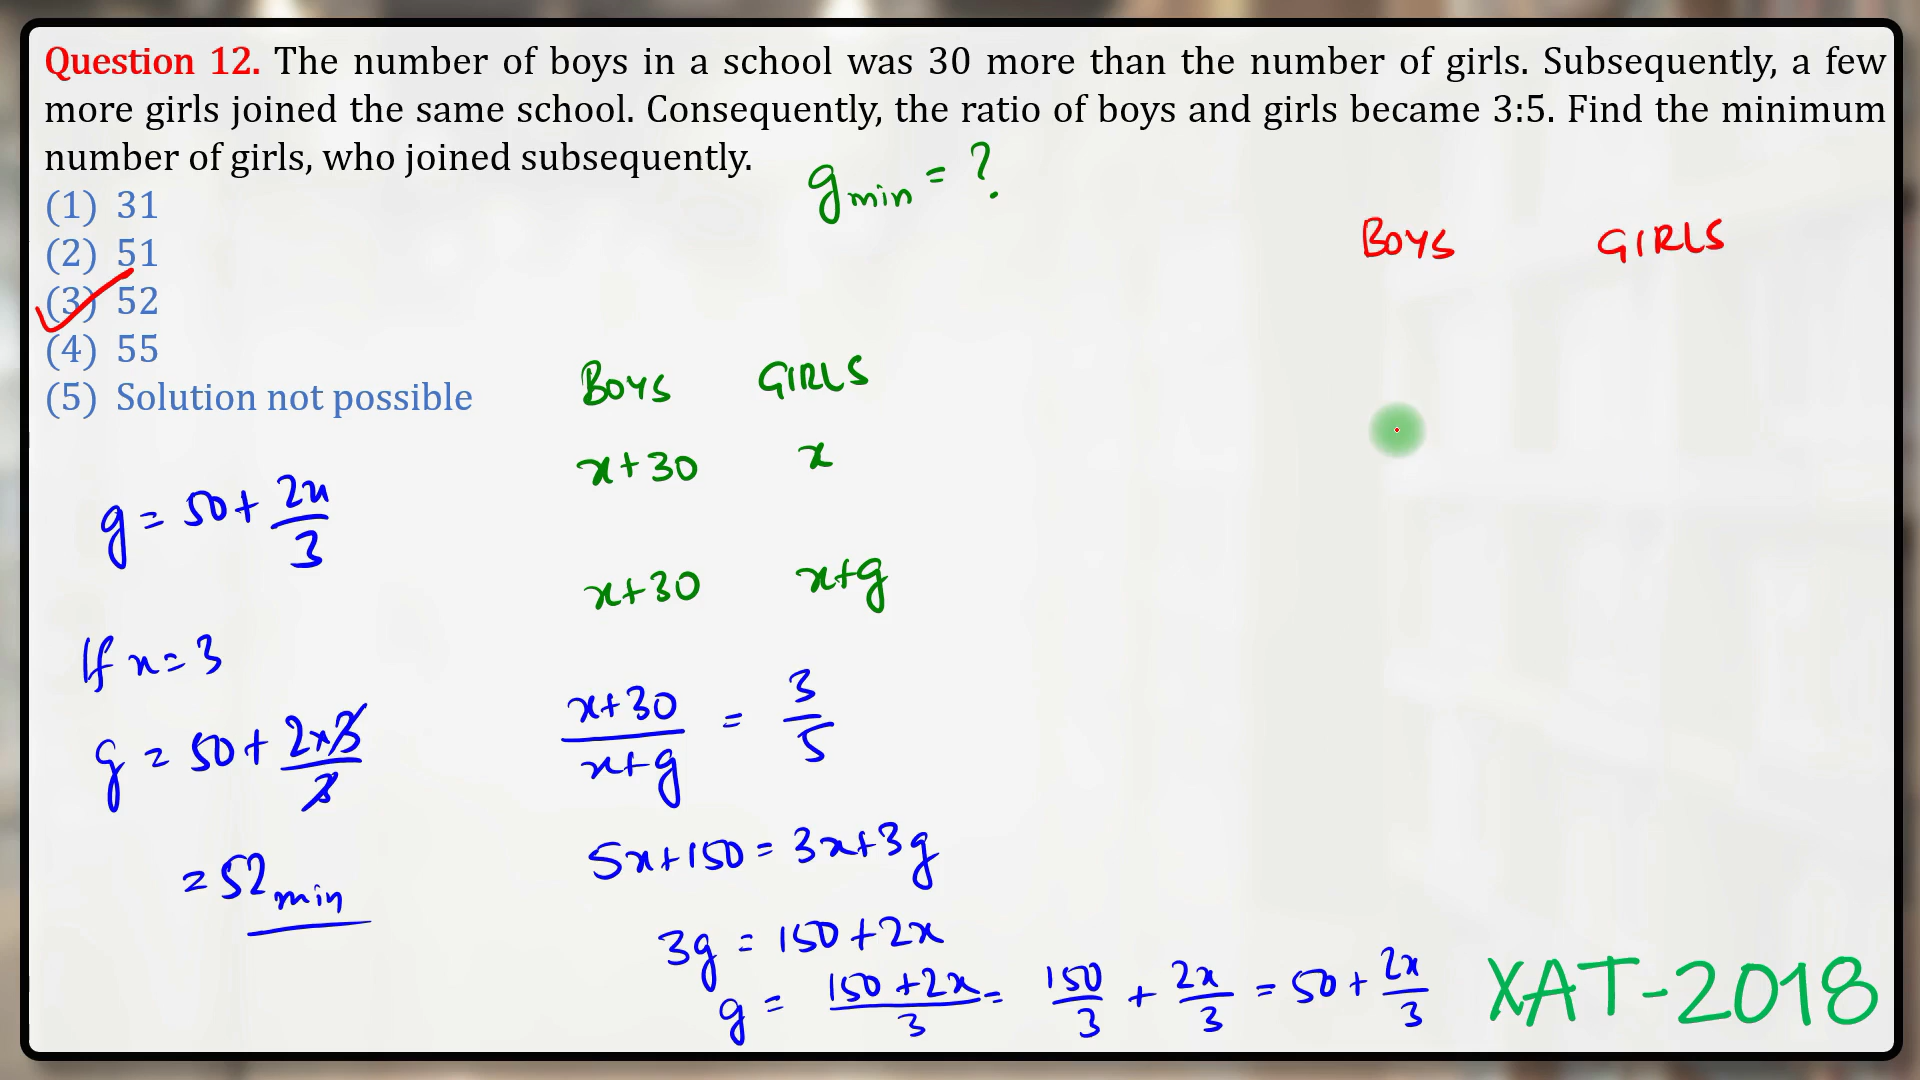 Question 12. The number of boys in a school was 30 more than the number of girls. Subsequently, a few
more girls joined the same school. Consequently, the ratio of boys and girls became 3:5. Find the minimum
number of girls, who joined subsequently.
g min = ?
(1) 31
(2) 51
(3) 52
(4) 55
(5) Solution not possible
BOYS GIRLS
BOYS GIRLS
x+30 x
x+30 x+g
x+30/x+g = 3/5
5x+150 = 3x+3g
3g = 150+2x
g = 150+2x/3 = 150/3 + 2x/3 = 50+ 2x/3
g = 50+ 2x/3
If x=3
g = 50+ 2x3/3
= 52 min
XAT-2018